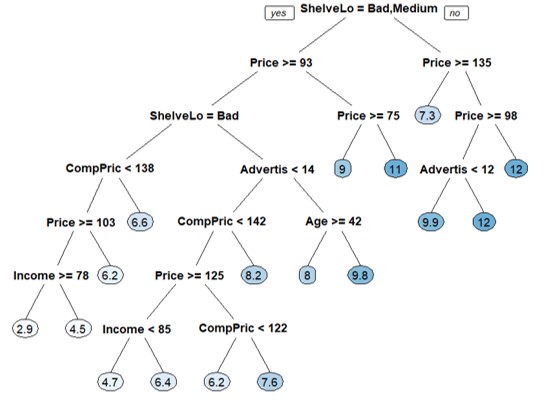 yes ShelveLo = Bad,Medium no
Price >= 93 Price >= 135
ShelveLo = Bad Price >= 75 7.3 Price >= 98
CompPric < 138 Advertis < 14 9 11 Advertis < 12 12
Price >= 103 6.6 CompPric < 142 Age >= 42 9.9 12
Income >= 78 6.2 Price >= 125 8.2 8 9.8
2.9 4.5 Income < 85 CompPric < 122
4.7 6.4 6.2 7.6